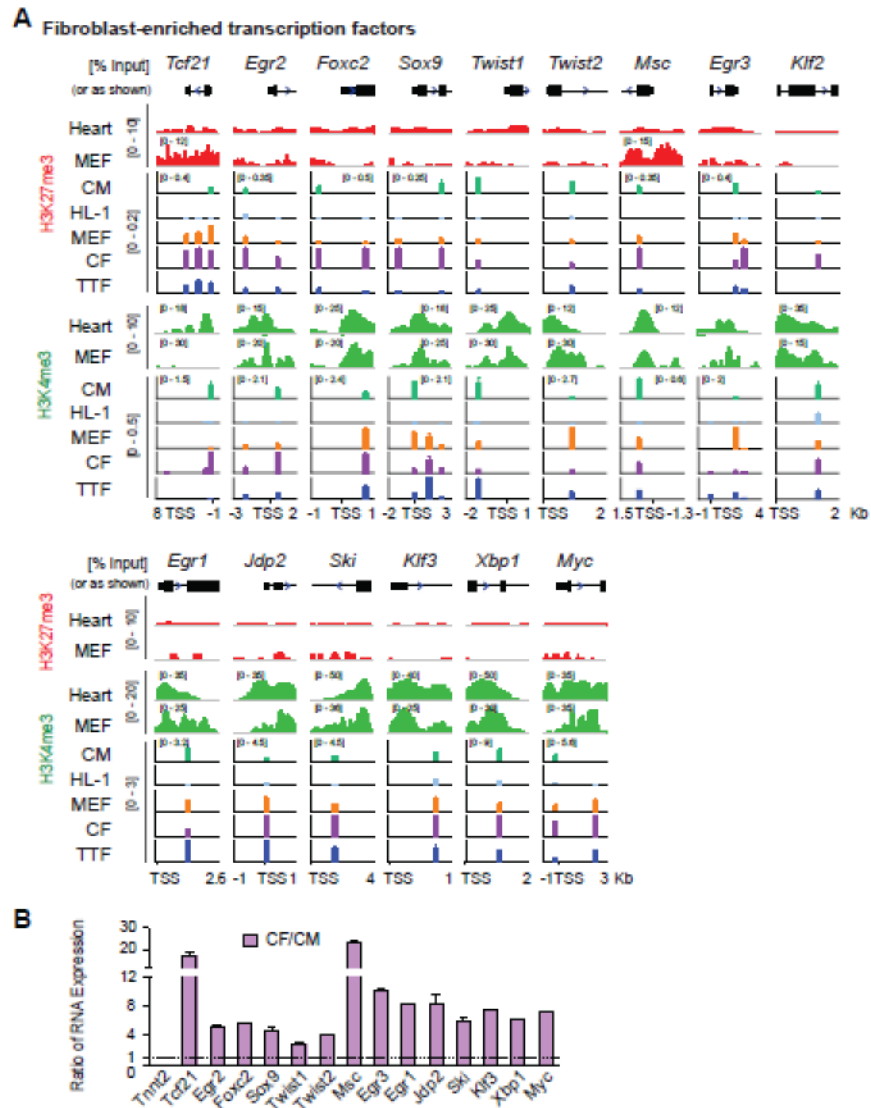 A Fibroblast-enriched transcription factors
[% Input] Tcf21 Egr2 Foxc2 Sox9 Twist1 Twist2 Msc Egr3 Klf2
(or as shown)
H3K27me3
Heart [0 - 10]
[0 - 12] [0 - 15]
MEF
CM [0 - 0.4] [0 - 0.35] [0 - 0.5] [0 - 0.25] [0 - 0.35] [0 - 0.4]
HL-1
[0 - 0.2]
MEF
CF
TTF
H3K4me3
Heart [0 - 10] [0 - 18] [0 - 15] [0 - 25] [0 - 16] [0 - 25] [0 - 12] [0 - 12] [0 - 35]
MEF [0 - 30] [0 - 20] [0 - 20] [0 - 25] [0 - 30] [0 - 30] [0 - 15]
CM [0 - 1.5] [0 - 2.1] [0 - 2.4] [0 - 2.1] [0 - 2.7] [0 - 0.6] [0 - 2]
HL-1
[0 - 0.5]
MEF
CF
TTF
8 TSS -1 -3 TSS 2 -1 TSS 1 -2 TSS 3 -2 TSS 1 TSS 2 1.5 TSS -1.3 -1 TSS 4 TSS 2 Kb
[% Input] Egr1 Jdp2 Ski Klf3 Xbp1 Myc
(or as shown)
H3K27me3
Heart [0 - 10]
MEF
H3K4me3
Heart [0 - 20] [0 - 35] [0 - 35] [0 - 50] [0 - 40] [0 - 50] [0 - 35]
MEF [0 - 25] [0 - 35] [0 - 36] [0 - 25] [0 - 35]
CM [0 - 3.2] [0 - 4.5] [0 - 4.5] [0 - 9] [0 - 5.6]
HL-1
[0 - 3]
MEF
CF
TTF
TSS 2.6 -1 TSS 1 TSS 4 TSS 1 TSS 2 -1 TSS 3 Kb
B
Ratio of RNA Expression
CF/CM
30
20
12
8
4
1
0
Tnnt2 Tcf21 Egr2 Foxc2 Sox9 Twist1 Twist2 Msc Egr3 Egr1 Jdp2 Ski Klf3 Xbp1 Myc